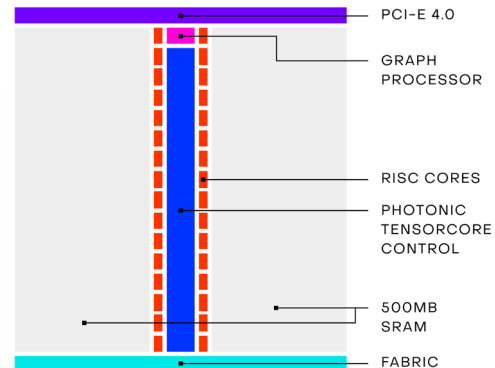 PCI-E 4.0
GRAPH
PROCESSOR
RISC CORES
PHOTONIC
TENSORCORE
CONTROL
500MB
SRAM
FABRIC